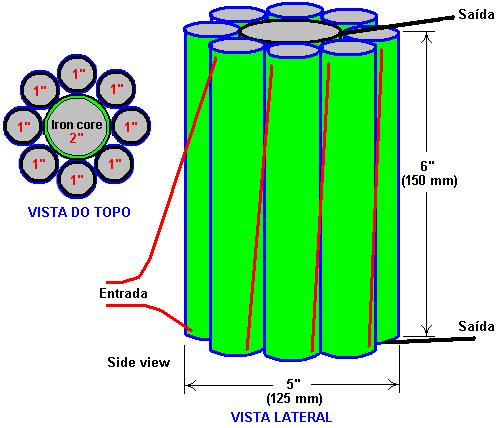 Saída
1"
1"
1"
1"
Iron core
2"
1"
1"
1"
1"
6"
(150 mm)
VISTA DO TOPO
Entrada
Saída
Side view
5"
(125 mm)
VISTA LATERAL